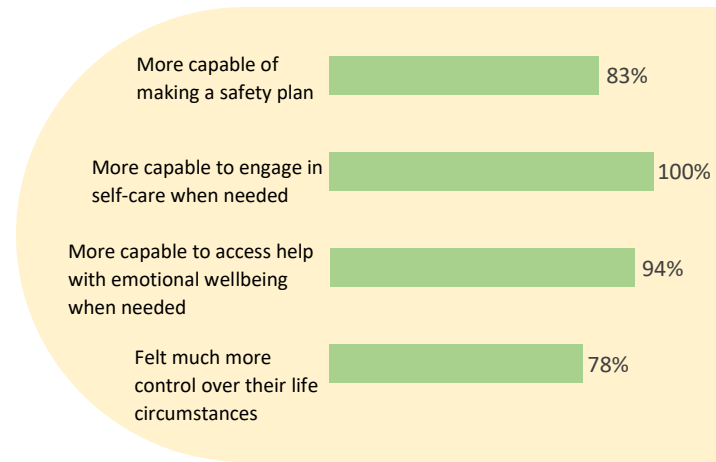 More capable of
making a safety plan
83%
More capable to engage in
self-care when needed
100%
More capable to access help
with emotional wellbeing
when needed
94%
Felt much more
control over their life
circumstances
78%